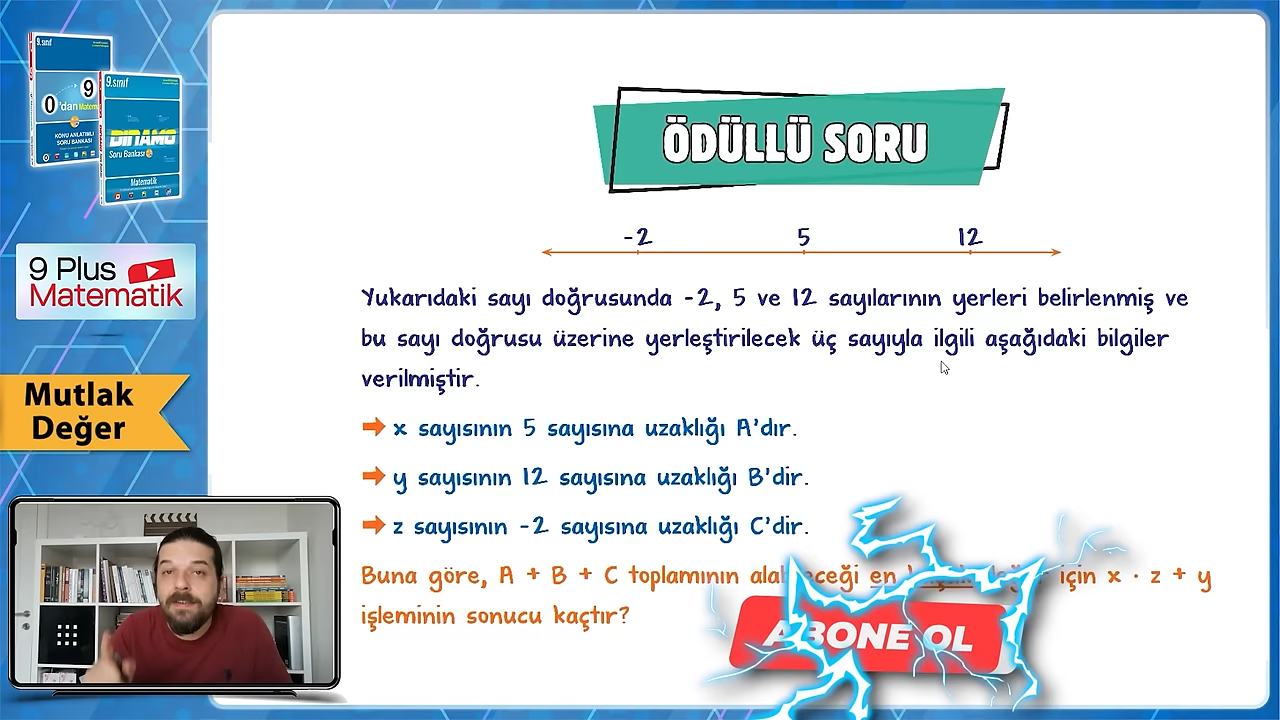 9.sınıf
0'dan 9
KONU ANLATIMLI
SORU BANKASI
9.sınıf
DİNAMO
Soru Bankası
Matematik
9 Plus
Matematik
Mutlak
Değer
ÖDÜLLÜ SORU
-2 5 12
Yukarıdaki sayı doğrusunda -2, 5 ve 12 sayılarının yerleri belirlenmiş ve
bu sayı doğrusu üzerine yerleştirilecek üç sayıyla ilgili aşağıdaki bilgiler
verilmiştir.
x sayısının 5 sayısına uzaklığı A'dır.
y sayısının 12 sayısına uzaklığı B'dir.
z sayısının -2 sayısına uzaklığı C'dir.
Buna göre, A + B + C toplamının en için x · z + y
işleminin sonucu kaçtır?
ABONE OL